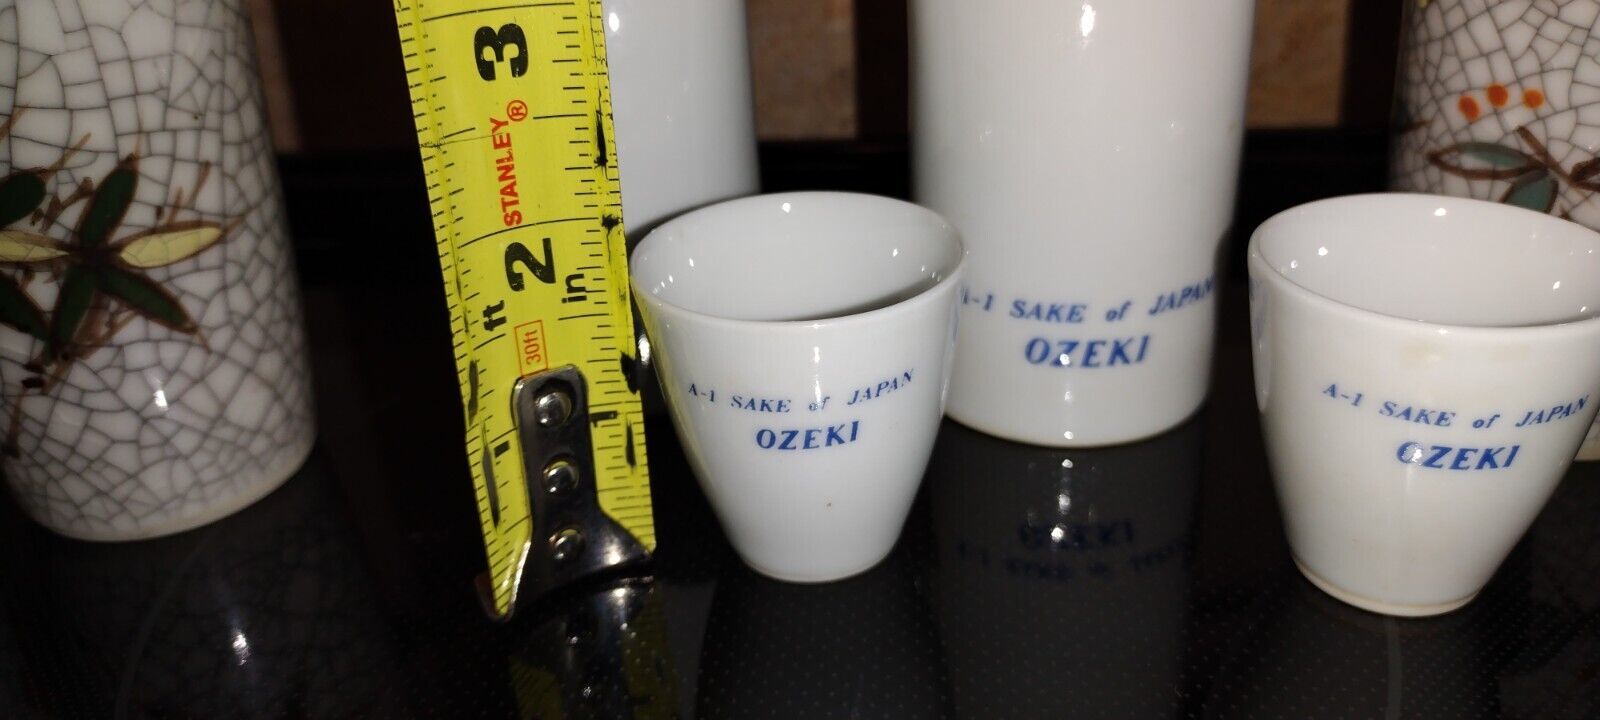 3
STANLEY®
2
ft
in
30ft
1
A-1 SAKE of JAPAN
OZEKI
A-1 SAKE of JAPAN
OZEKI
A-1 SAKE of JAPAN
OZEKI